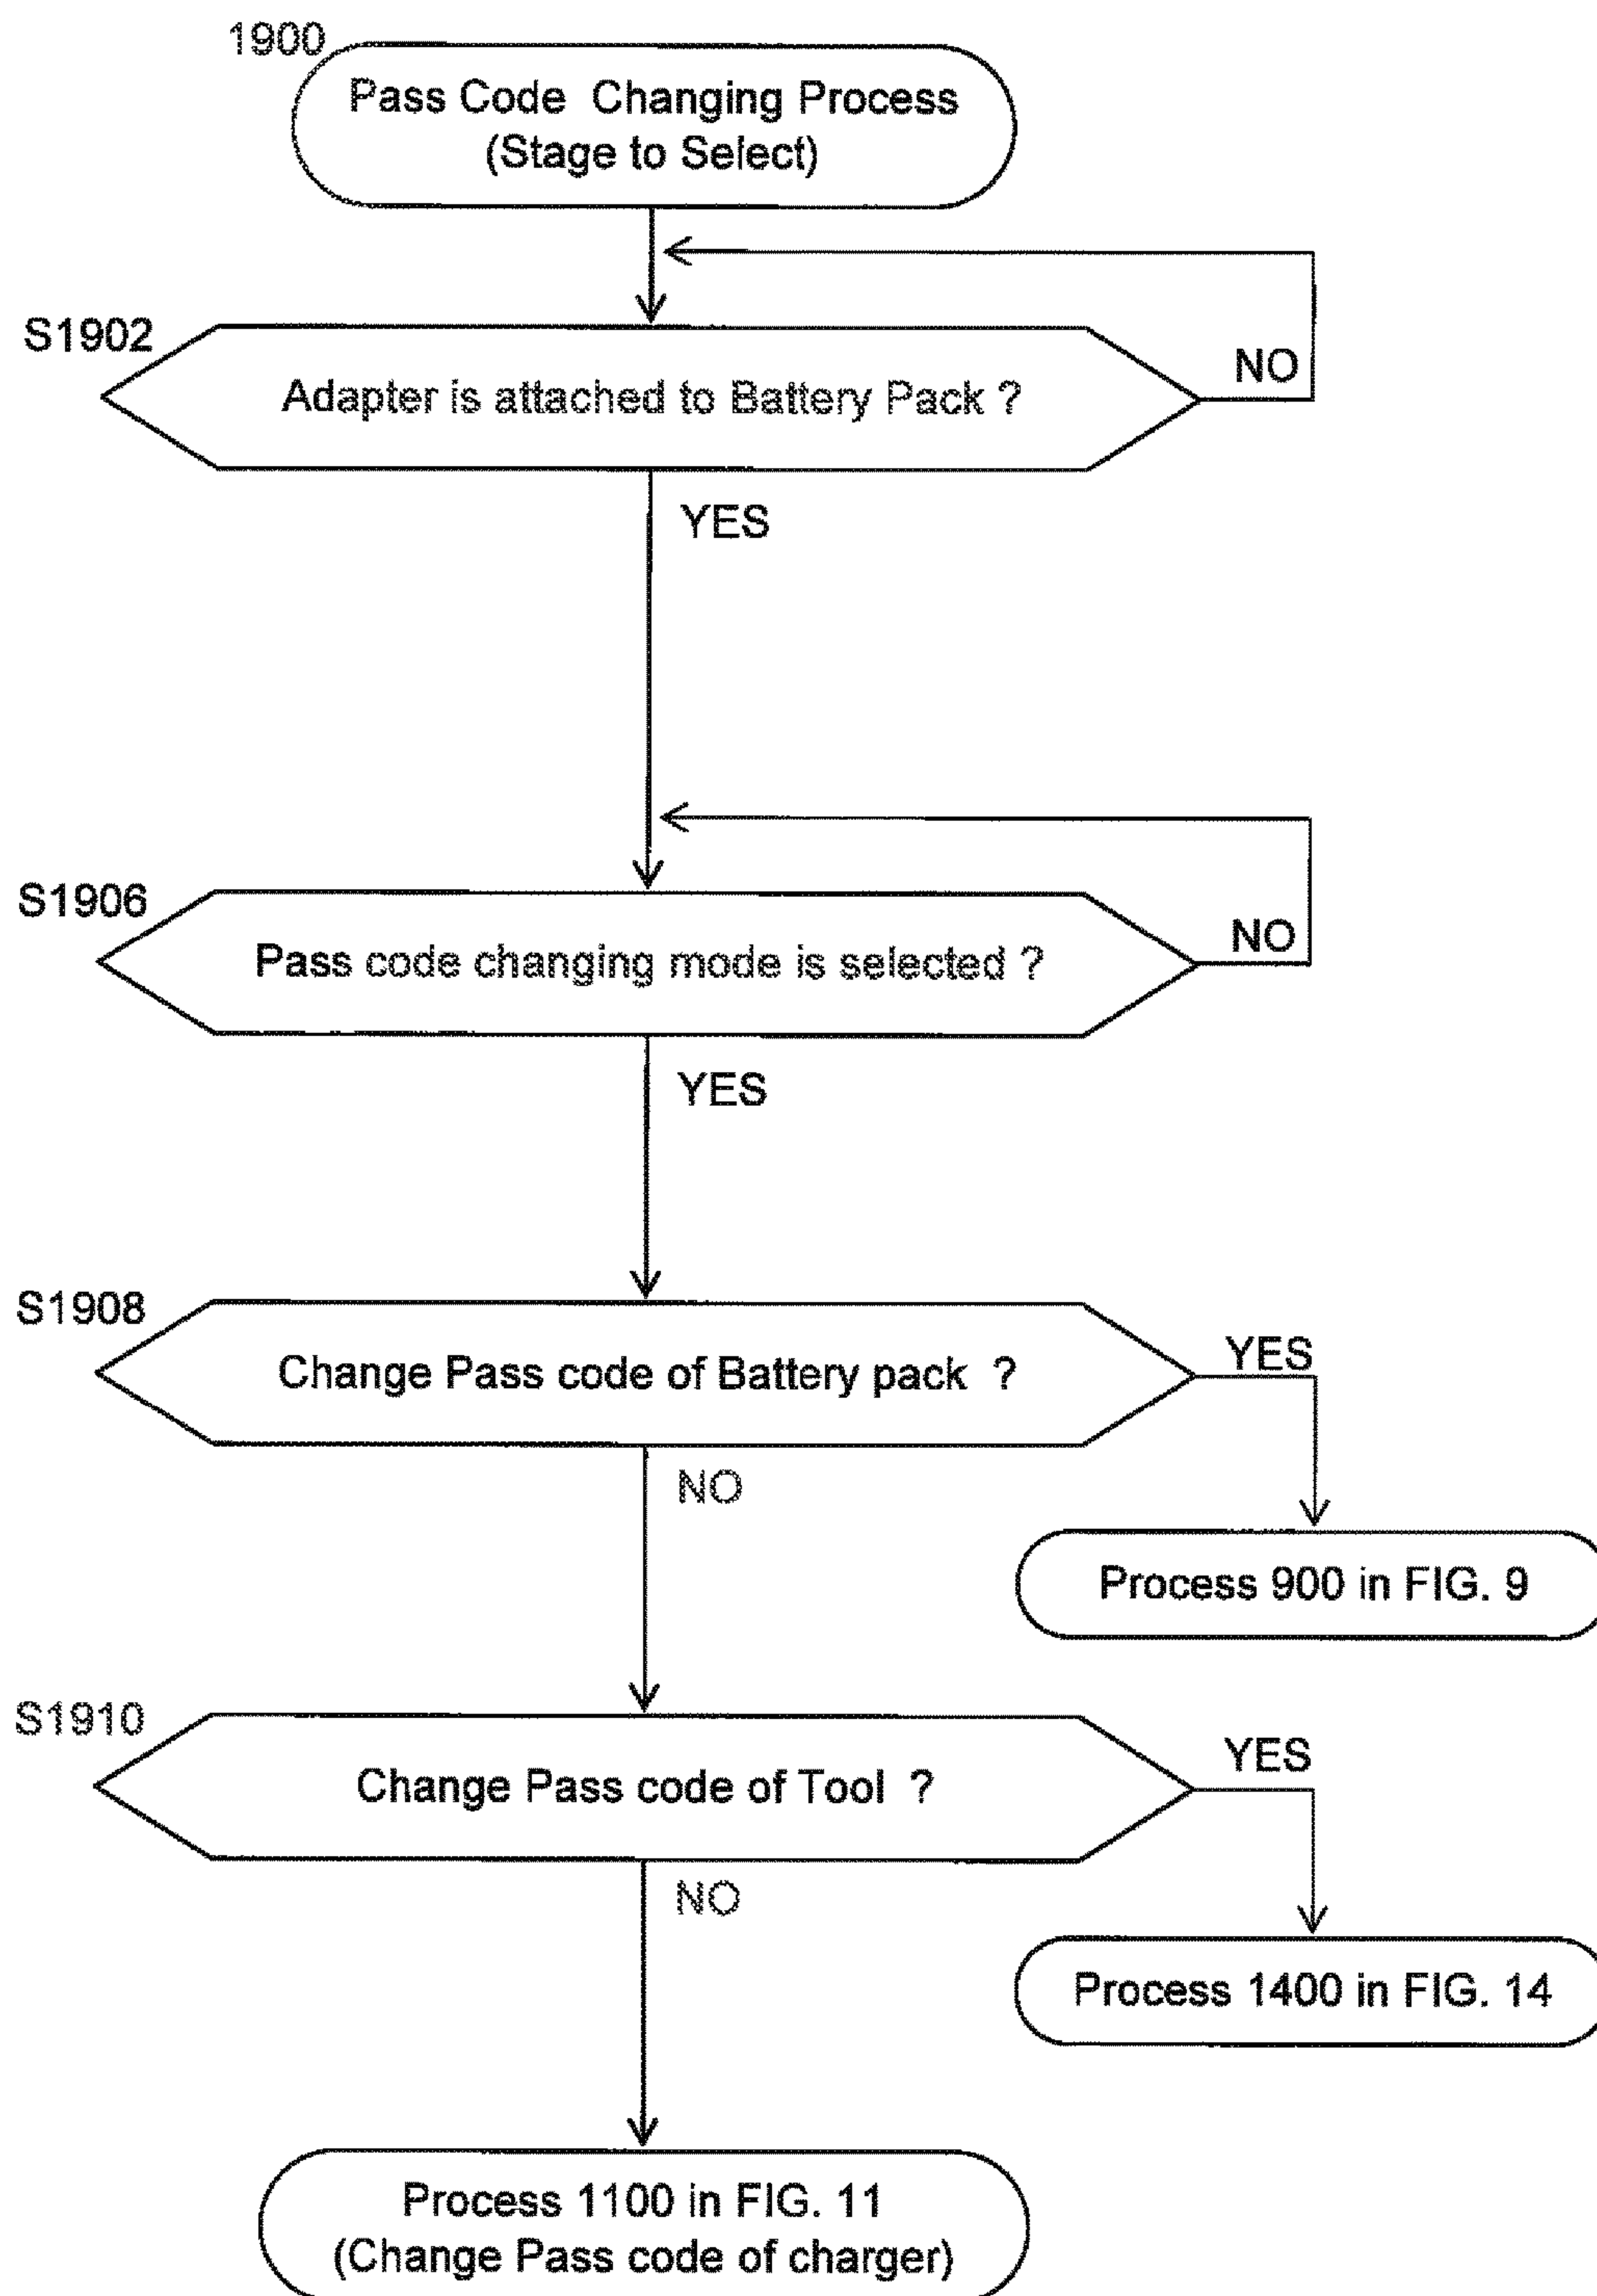 1900
Pass Code Changing Process
(Stage to Select)
S1902
Adapter is attached to Battery Pack ?
NO
YES
S1906
Pass code changing mode is selected ?
NO
YES
S1908
Change Pass code of Battery pack ?
YES
NO
Process 900 in FIG. 9
S1910
Change Pass code of Tool ?
YES
NO
Process 1400 in FIG. 14
Process 1100 in FIG. 11
(Change Pass code of charger)